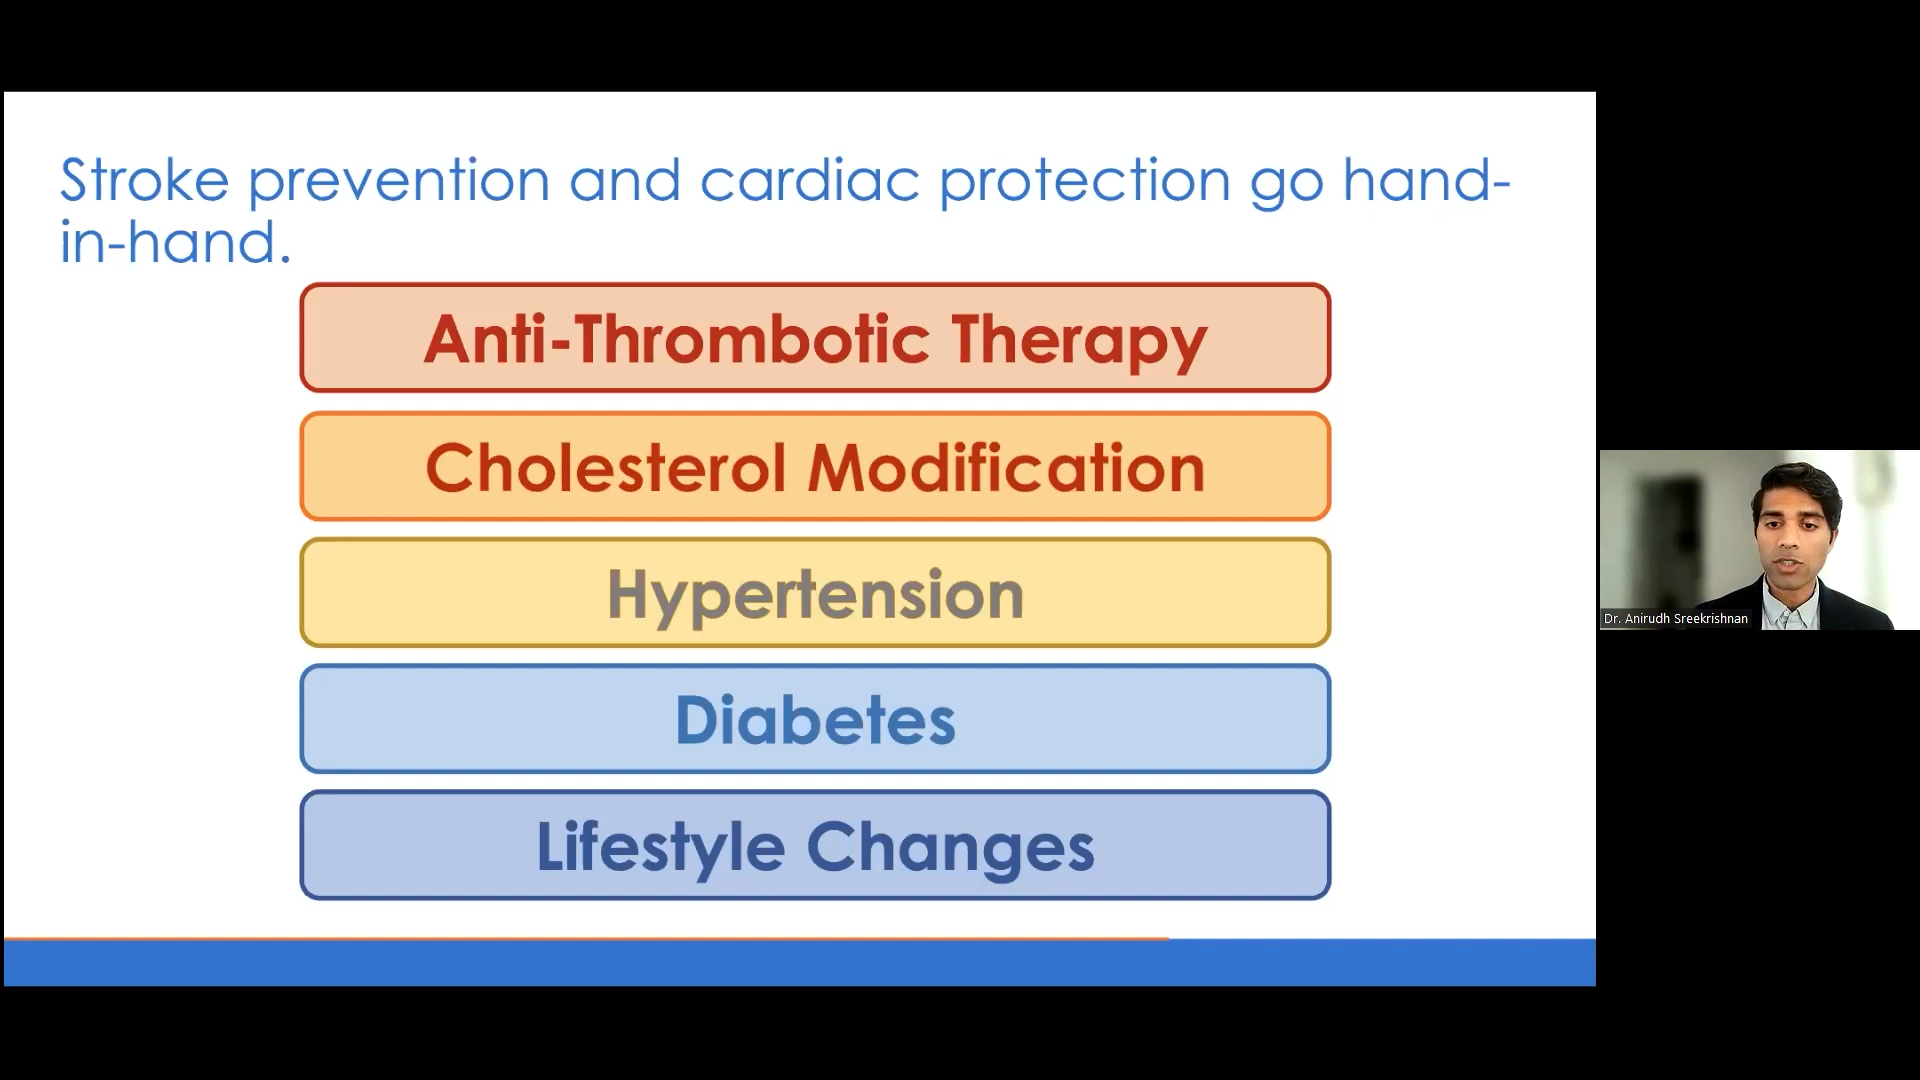 Stroke prevention and cardiac protection go hand-
in-hand.
Anti-Thrombotic Therapy
Cholesterol Modification
Hypertension
Diabetes
Lifestyle Changes
Dr. Anirudh Sreekrishnan